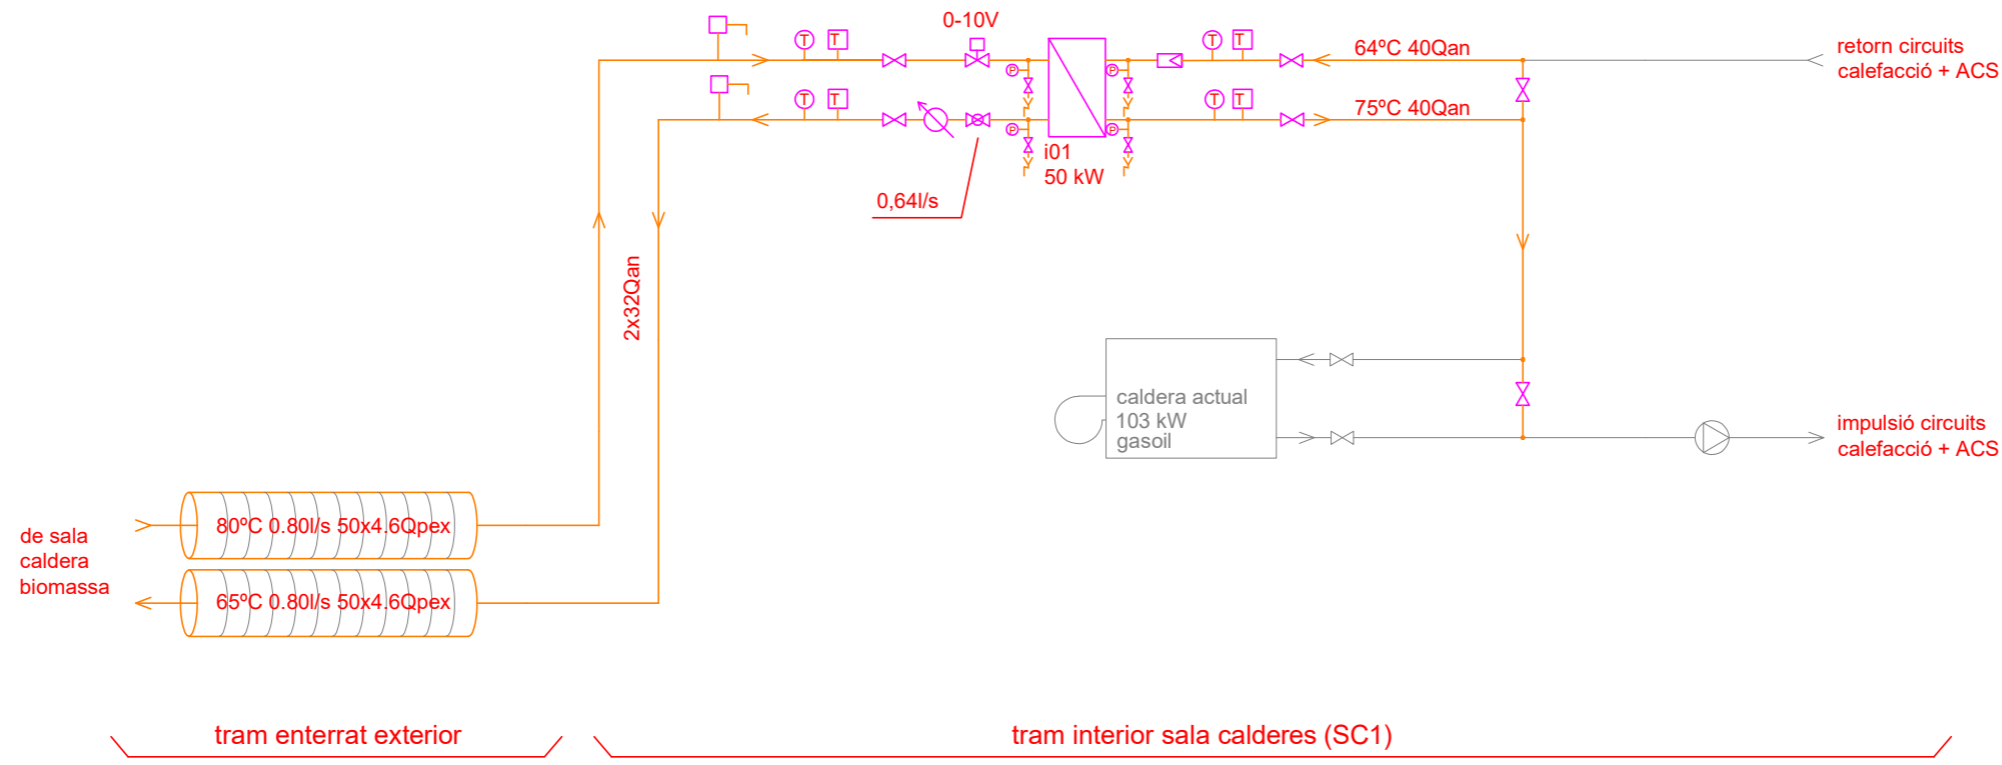 0-10V
T T
T T
64ºC 40Qan
retorn circuits
calefacció + ACS
P
P
T T
T T
75ºC 40Qan
P
P
i01
50 kW
0,64l/s
2x32Qan
caldera actual
103 kW
gasoil
impulsió circuits
calefacció + ACS
de sala
caldera
biomassa
80ºC 0.80l/s 50x4.6Qpex
65ºC 0.80l/s 50x4.6Qpex
tram enterrat exterior
tram interior sala calderes (SC1)